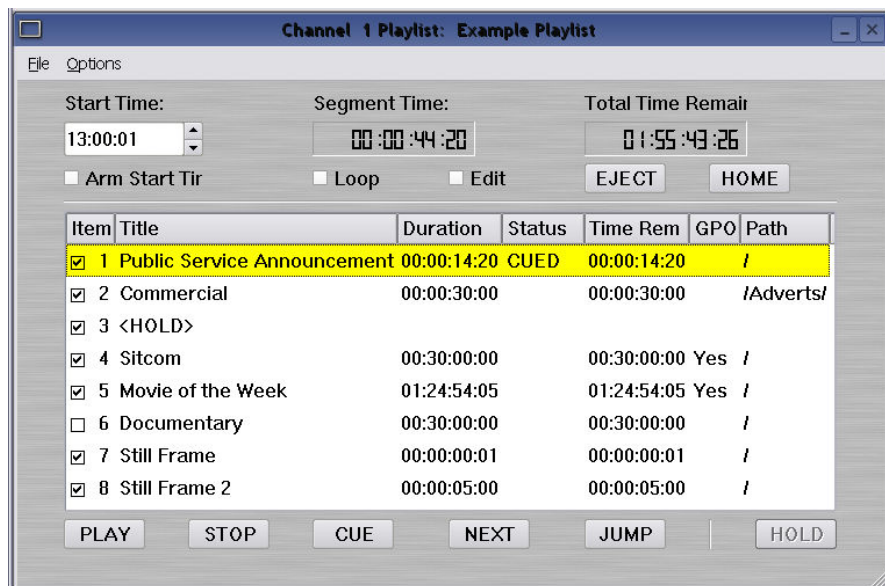 Channel 1 Playlist: Example Playlist
File Options
Start Time: Segment Time: Total Time Remair
13:00:01 00:00:44:20 01:55:43:26
Arm Start Tir Loop Edit EJECT HOME
Item Title Duration Status Time Rem GPO Path
1 Public Service Announcement 00:00:14:20 CUED 00:00:14:20 /
2 Commercial 00:00:30:00 00:00:30:00 /Adverts/
3 <HOLD>
4 Sitcom 00:30:00:00 00:30:00:00 Yes /
5 Movie of the Week 01:24:54:05 01:24:54:05 Yes /
6 Documentary 00:30:00:00 00:30:00:00 /
7 Still Frame 00:00:00:01 00:00:00:01 /
8 Still Frame 2 00:00:05:00 00:00:05:00 /
PLAY STOP CUE NEXT JUMP HOLD